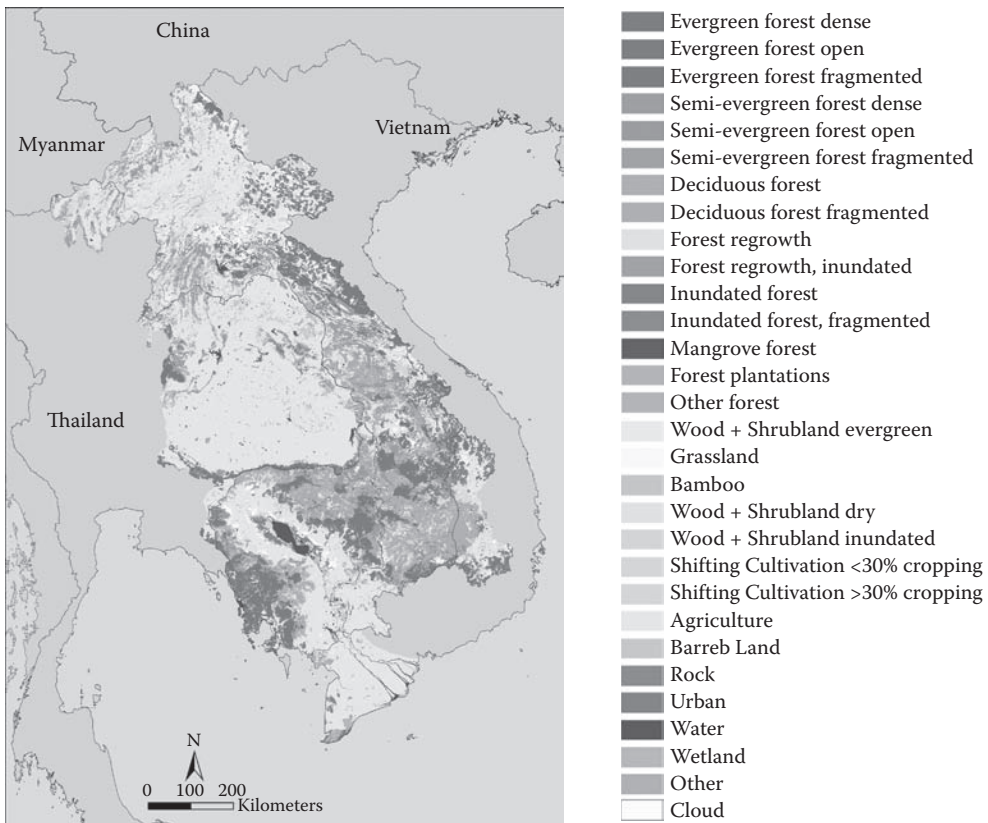 China
Myanmar
Vietnam
Thailand
N
0 100 200
Kilometers
Evergreen forest dense
Evergreen forest open
Evergreen forest fragmented
Semi-evergreen forest dense
Semi-evergreen forest open
Semi-evergreen forest fragmented
Deciduous forest
Deciduous forest fragmented
Forest regrowth
Forest regrowth, inundated
Inundated forest
Inundated forest, fragmented
Mangrove forest
Forest plantations
Other forest
Wood + Shrubland evergreen
Grassland
Bamboo
Wood + Shrubland dry
Wood + Shrubland inundated
Shifting Cultivation <30% cropping
Shifting Cultivation >30% cropping
Agriculture
Barreb Land
Rock
Urban
Water
Wetland
Other
Cloud